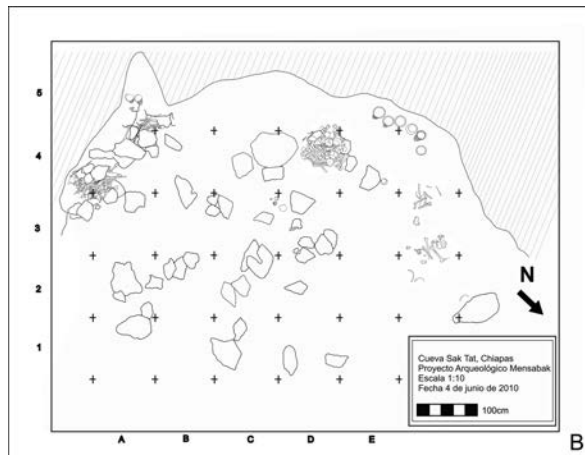 5
4
3
2
1
A B C D E
N
Cueva Sak Tat, Chiapas
Proyecto Arqueológico Mensabak
Escala 1:10
Fecha 4 de junio de 2010
100cm
B